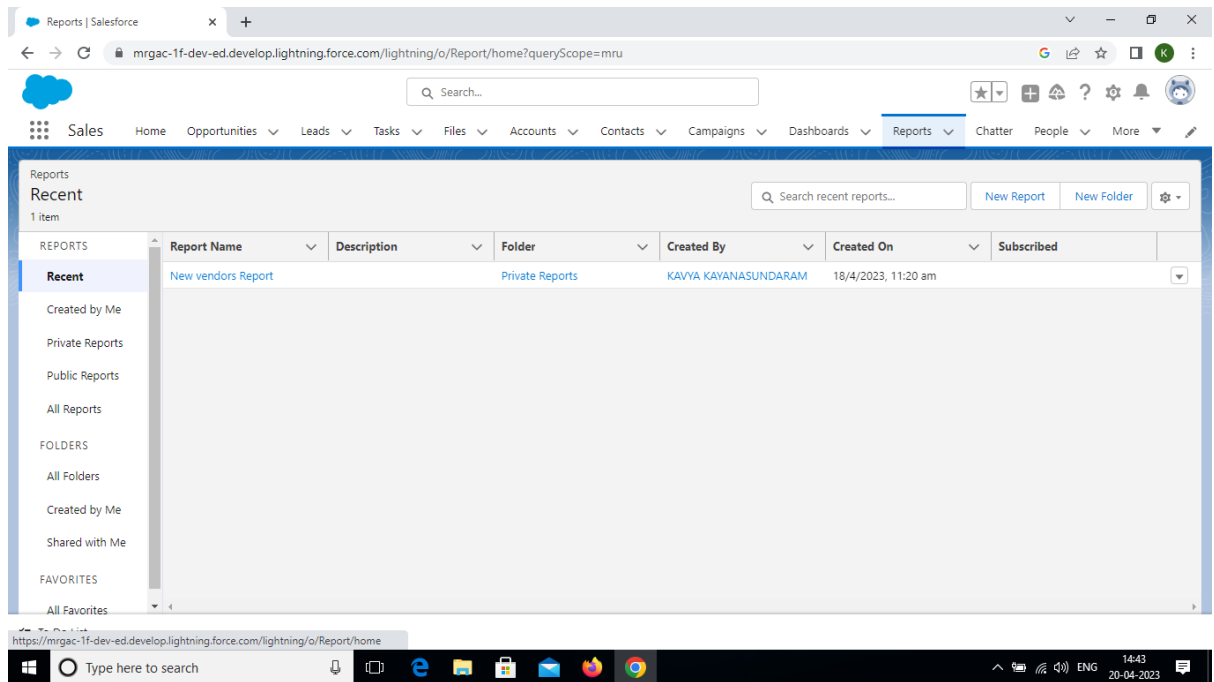 Reports | Salesforce
mrgac-1f-dev-ed.develop.lightning.force.com/lightning/o/Report/home?queryScope=mru
G
K
Search...
Sales Home Opportunities Leads Tasks Files Accounts Contacts Campaigns Dashboards Reports Chatter People More
Reports
Recent
1 item
Search recent reports...
New Report New Folder
REPORTS
Report Name Description Folder Created By Created On Subscribed
Recent
New vendors Report Private Reports KAVYA KAYANASUNDARAM 18/4/2023, 11:20 am
Created by Me
Private Reports
Public Reports
All Reports
FOLDERS
All Folders
Created by Me
Shared with Me
FAVORITES
All Favorites
To Do List
https://mrgac-1f-dev-ed.develop.lightning.force.com/lightning/o/Report/home
Type here to search
ENG
14:43
20-04-2023